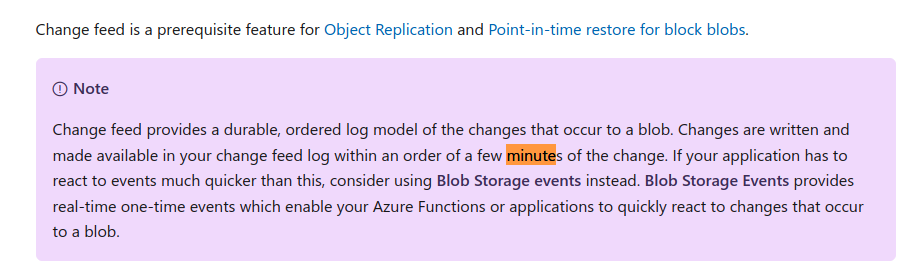 Change feed is a prerequisite feature for Object Replication and Point-in-time restore for block blobs.
Note
Change feed provides a durable, ordered log model of the changes that occur to a blob. Changes are written and
made available in your change feed log within an order of a few minutes of the change. If your application has to
react to events much quicker than this, consider using Blob Storage events instead. Blob Storage Events provides
real-time one-time events which enable your Azure Functions or applications to quickly react to changes that occur
to a blob.